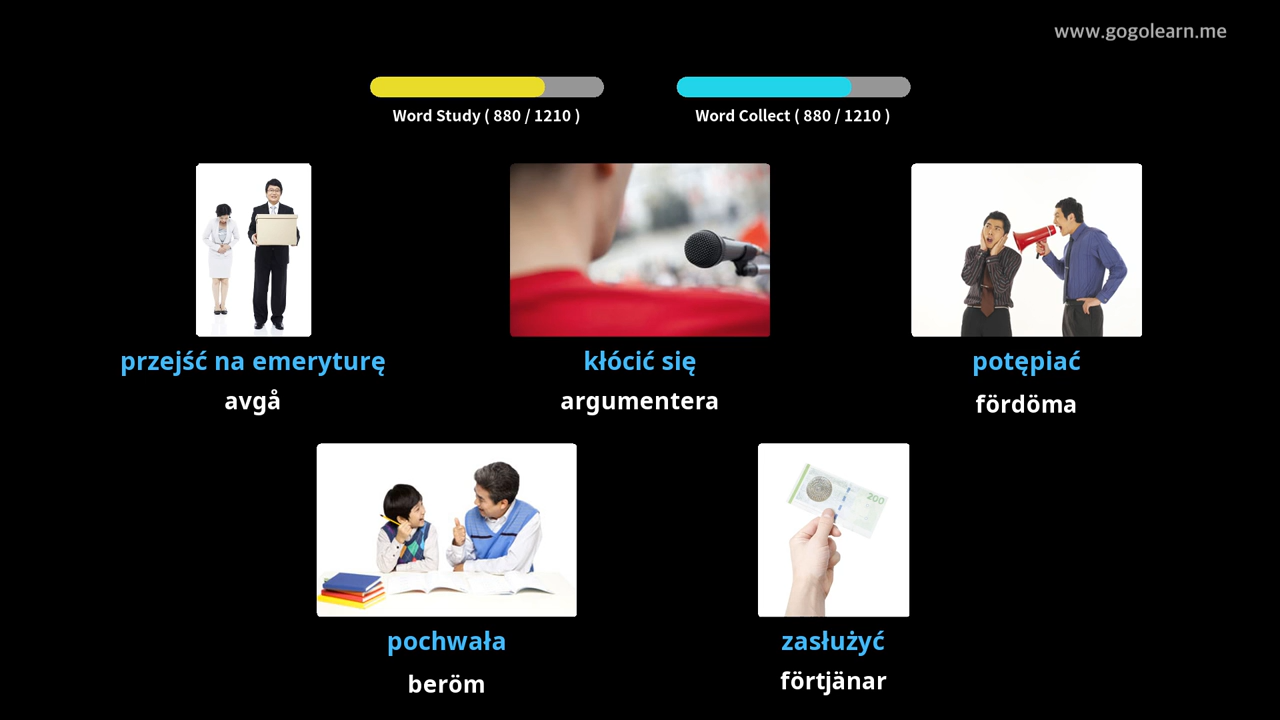 www.gogolearn.me
Word Study ( 880 / 1210 )
Word Collect ( 880 / 1210 )
przejść na emeryturę
avgå
kłócić się
argumentera
potępiać
fördöma
200
pochwała
beröm
zasłużyć
förtjänar